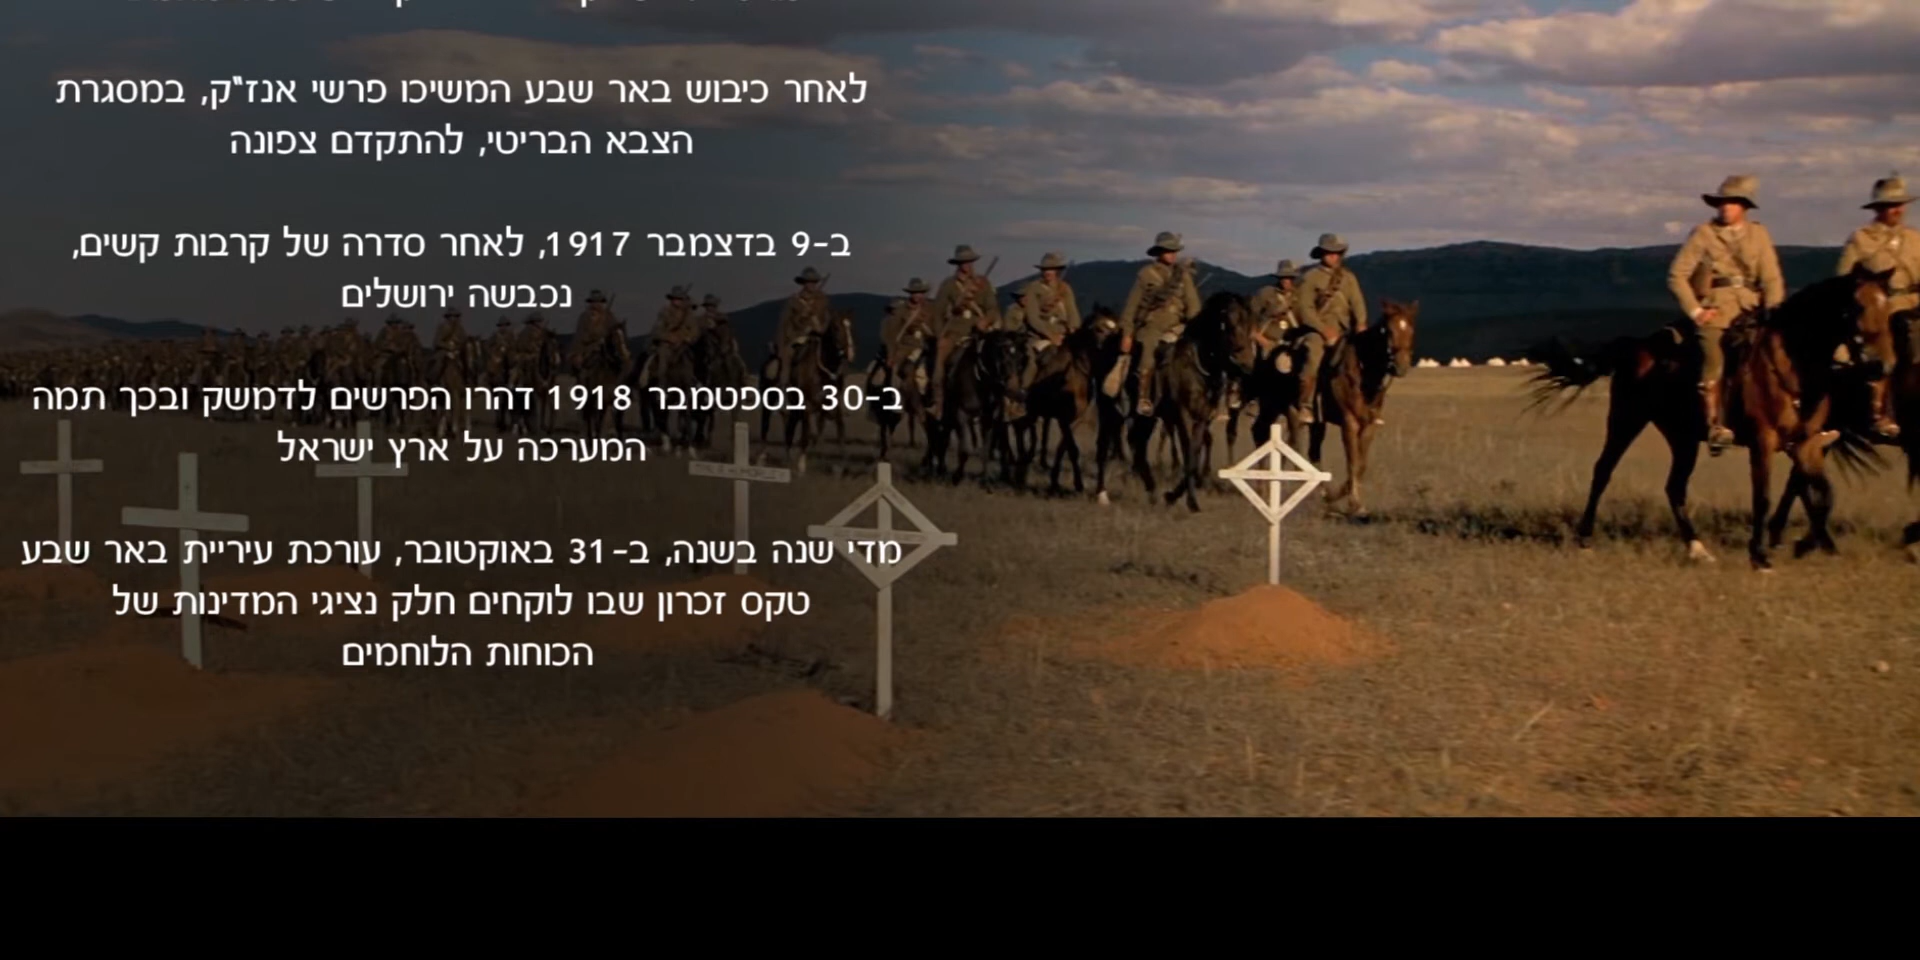 לאחר כיבוש באר שבע המשיכו פרשי אנז"ק, במסגרת
הצבא הבריטי, להתקדם צפונה
ב-9 בדצמבר 1917, לאחר סדרה של קרבות קשים,
נכבשה ירושלים
ב-30 בספטמבר 1918 דהרו הפרשים לדמשק ובכך תמה
המערכה על ארץ ישראל
מדי שנה בשנה, ב-31 באוקטובר, עורכת עיריית באר שבע
טקס זכרון שבו לוקחים חלק נציגי המדינות של
הכוחות הלוחמים